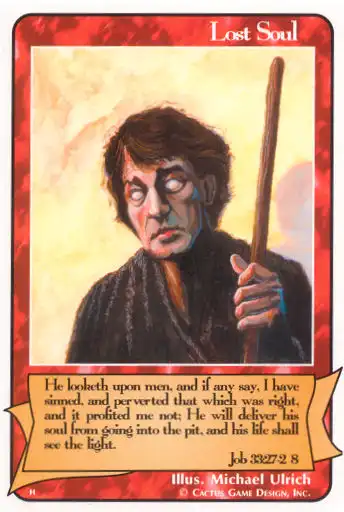 Lost Soul
He looketh upon men, and if any say, I have
sinned, and perverted that which was right,
and it profited me not; He will deliver his
soul from going into the pit, and his life shall
see the light.
Job 33:27-2 8
Illus. Michael Ulrich
H © Cactus Game Design, Inc.